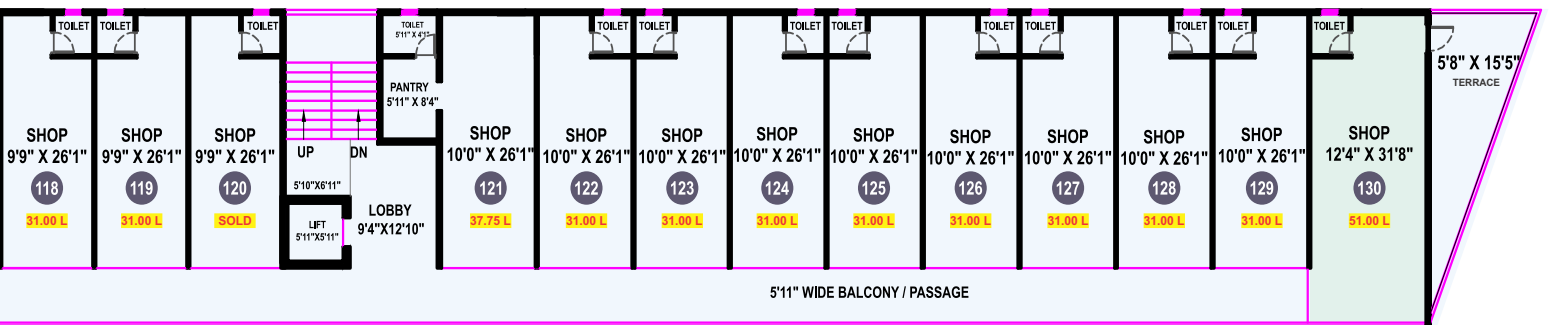 TOILET
TOILET
TOILET
TOILET
5'11" X 4'1"
TOILET
TOILET
TOILET
TOILET
TOILET
TOILET
TOILET
TOILET
TOILET
PANTRY
5'11" X 8'4"
5'8" X 15'5"
TERRACE
SHOP
9'9" X 26'1"
118
31.00 L
SHOP
9'9" X 26'1"
119
31.00 L
SHOP
9'9" X 26'1"
120
SOLD
UP
DN
5'10"X6'11"
LIFT
5'11"X5'11"
LOBBY
9'4"X12'10"
SHOP
10'0" X 26'1"
121
37.75 L
SHOP
10'0" X 26'1"
122
31.00 L
SHOP
10'0" X 26'1"
123
31.00 L
SHOP
10'0" X 26'1"
124
31.00 L
SHOP
10'0" X 26'1"
125
31.00 L
SHOP
10'0" X 26'1"
126
31.00 L
SHOP
10'0" X 26'1"
127
31.00 L
SHOP
10'0" X 26'1"
128
31.00 L
SHOP
10'0" X 26'1"
129
31.00 L
SHOP
12'4" X 31'8"
130
51.00 L
5'11" WIDE BALCONY / PASSAGE